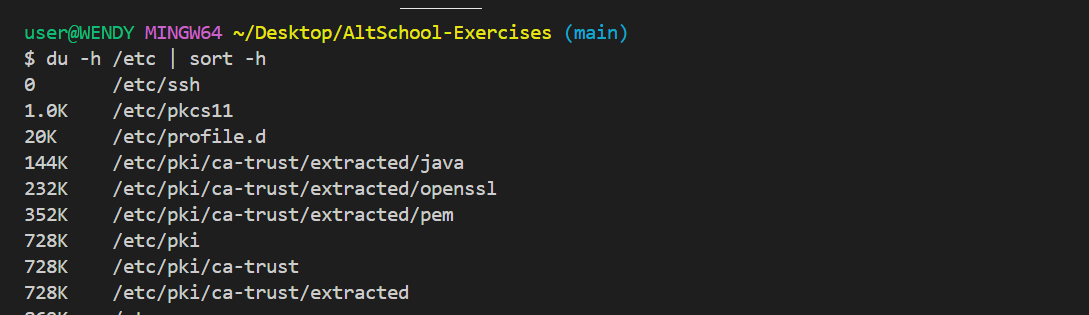 user@WENDY MINGW64 ~/Desktop/AltSchool-Exercises (main)
$ du -h /etc | sort -h
0 /etc/ssh
1.0K /etc/pkcs11
20K /etc/profile.d
144K /etc/pki/ca-trust/extracted/java
232K /etc/pki/ca-trust/extracted/openssl
352K /etc/pki/ca-trust/extracted/pem
728K /etc/pki
728K /etc/pki/ca-trust
728K /etc/pki/ca-trust/extracted